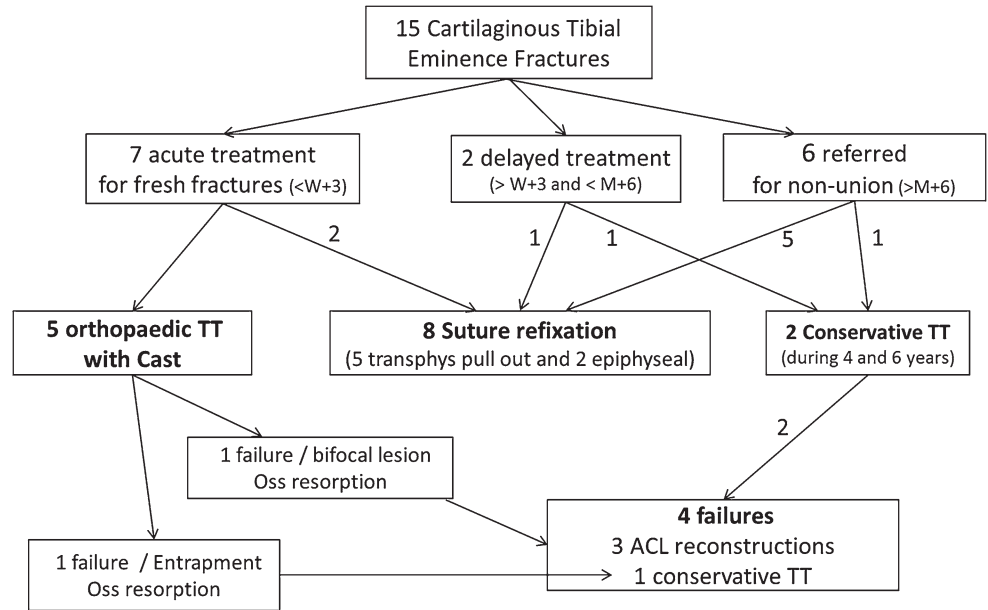 15 Cartilaginous Tibial
Eminence Fractures
7 acute treatment
for fresh fractures (<W+3)
2 delayed treatment
(> W+3 and < M+6)
6 referred
for non-union (>M+6)
2
1
1
5
1
5 orthopaedic TT
with Cast
8 Suture refixation
(5 transphys pull out and 2 epiphyseal)
2 Conservative TT
(during 4 and 6 years)
2
1 failure / bifocal lesion
Oss resorption
4 failures
3 ACL reconstructions
1 conservative TT
1 failure / Entrapment
Oss resorption